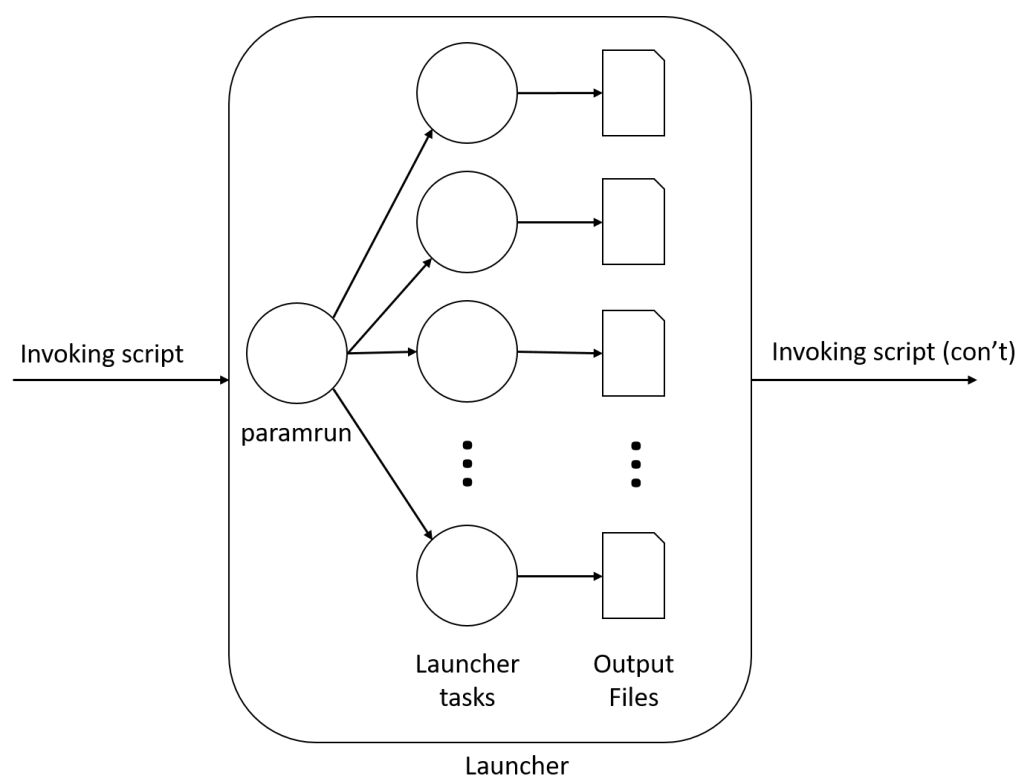 Invoking script
paramrun
Launcher
tasks
Output
Files
Invoking script (con’t)
Launcher